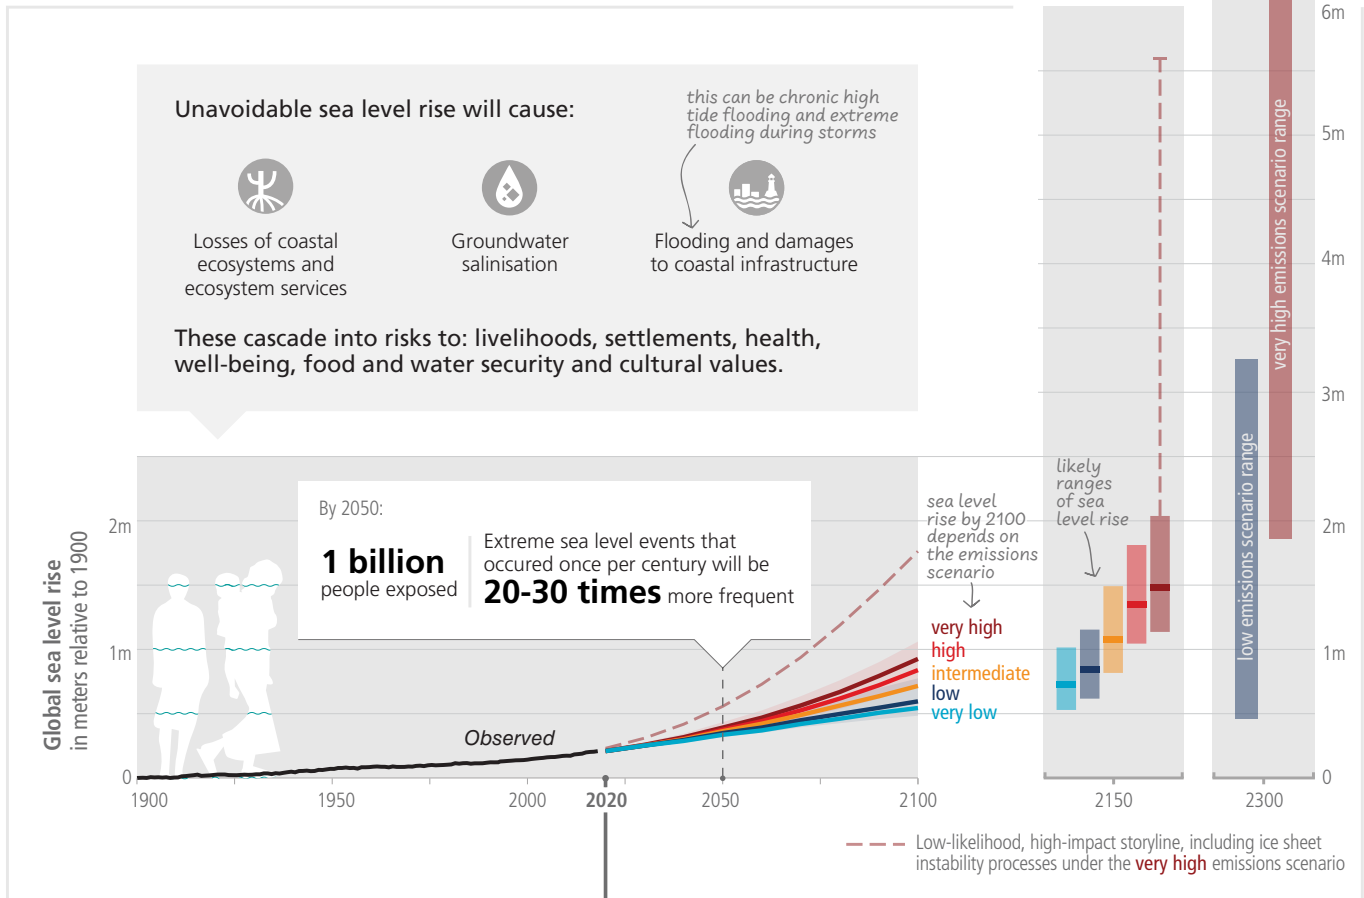 Unavoidable sea level rise will cause:
this can be chronic high
tide flooding and extreme
flooding during storms
Losses of coastal
ecosystems and
ecosystem services
Groundwater
salinisation
Flooding and damages
to coastal infrastructure
These cascade into risks to: livelihoods, settlements, health,
well-being, food and water security and cultural values.
Global sea level rise
in meters relative to 1900
2m
1m
0
By 2050:
1 billion
people exposed
Extreme sea level events that
occured once per century will be
20-30 times more frequent
Observed
sea level
rise by 2100
depends on
the emissions
scenario
very high
high
intermediate
low
very low
1900
1950
2000
2020
2050
2100
likely
ranges
of sea
level rise
2150
low emissions scenario range
very high emissions scenario range
2300
6m
5m
4m
3m
2m
1m
0
Low-likelihood, high-impact storyline, including ice sheet
instability processes under the very high emissions scenario